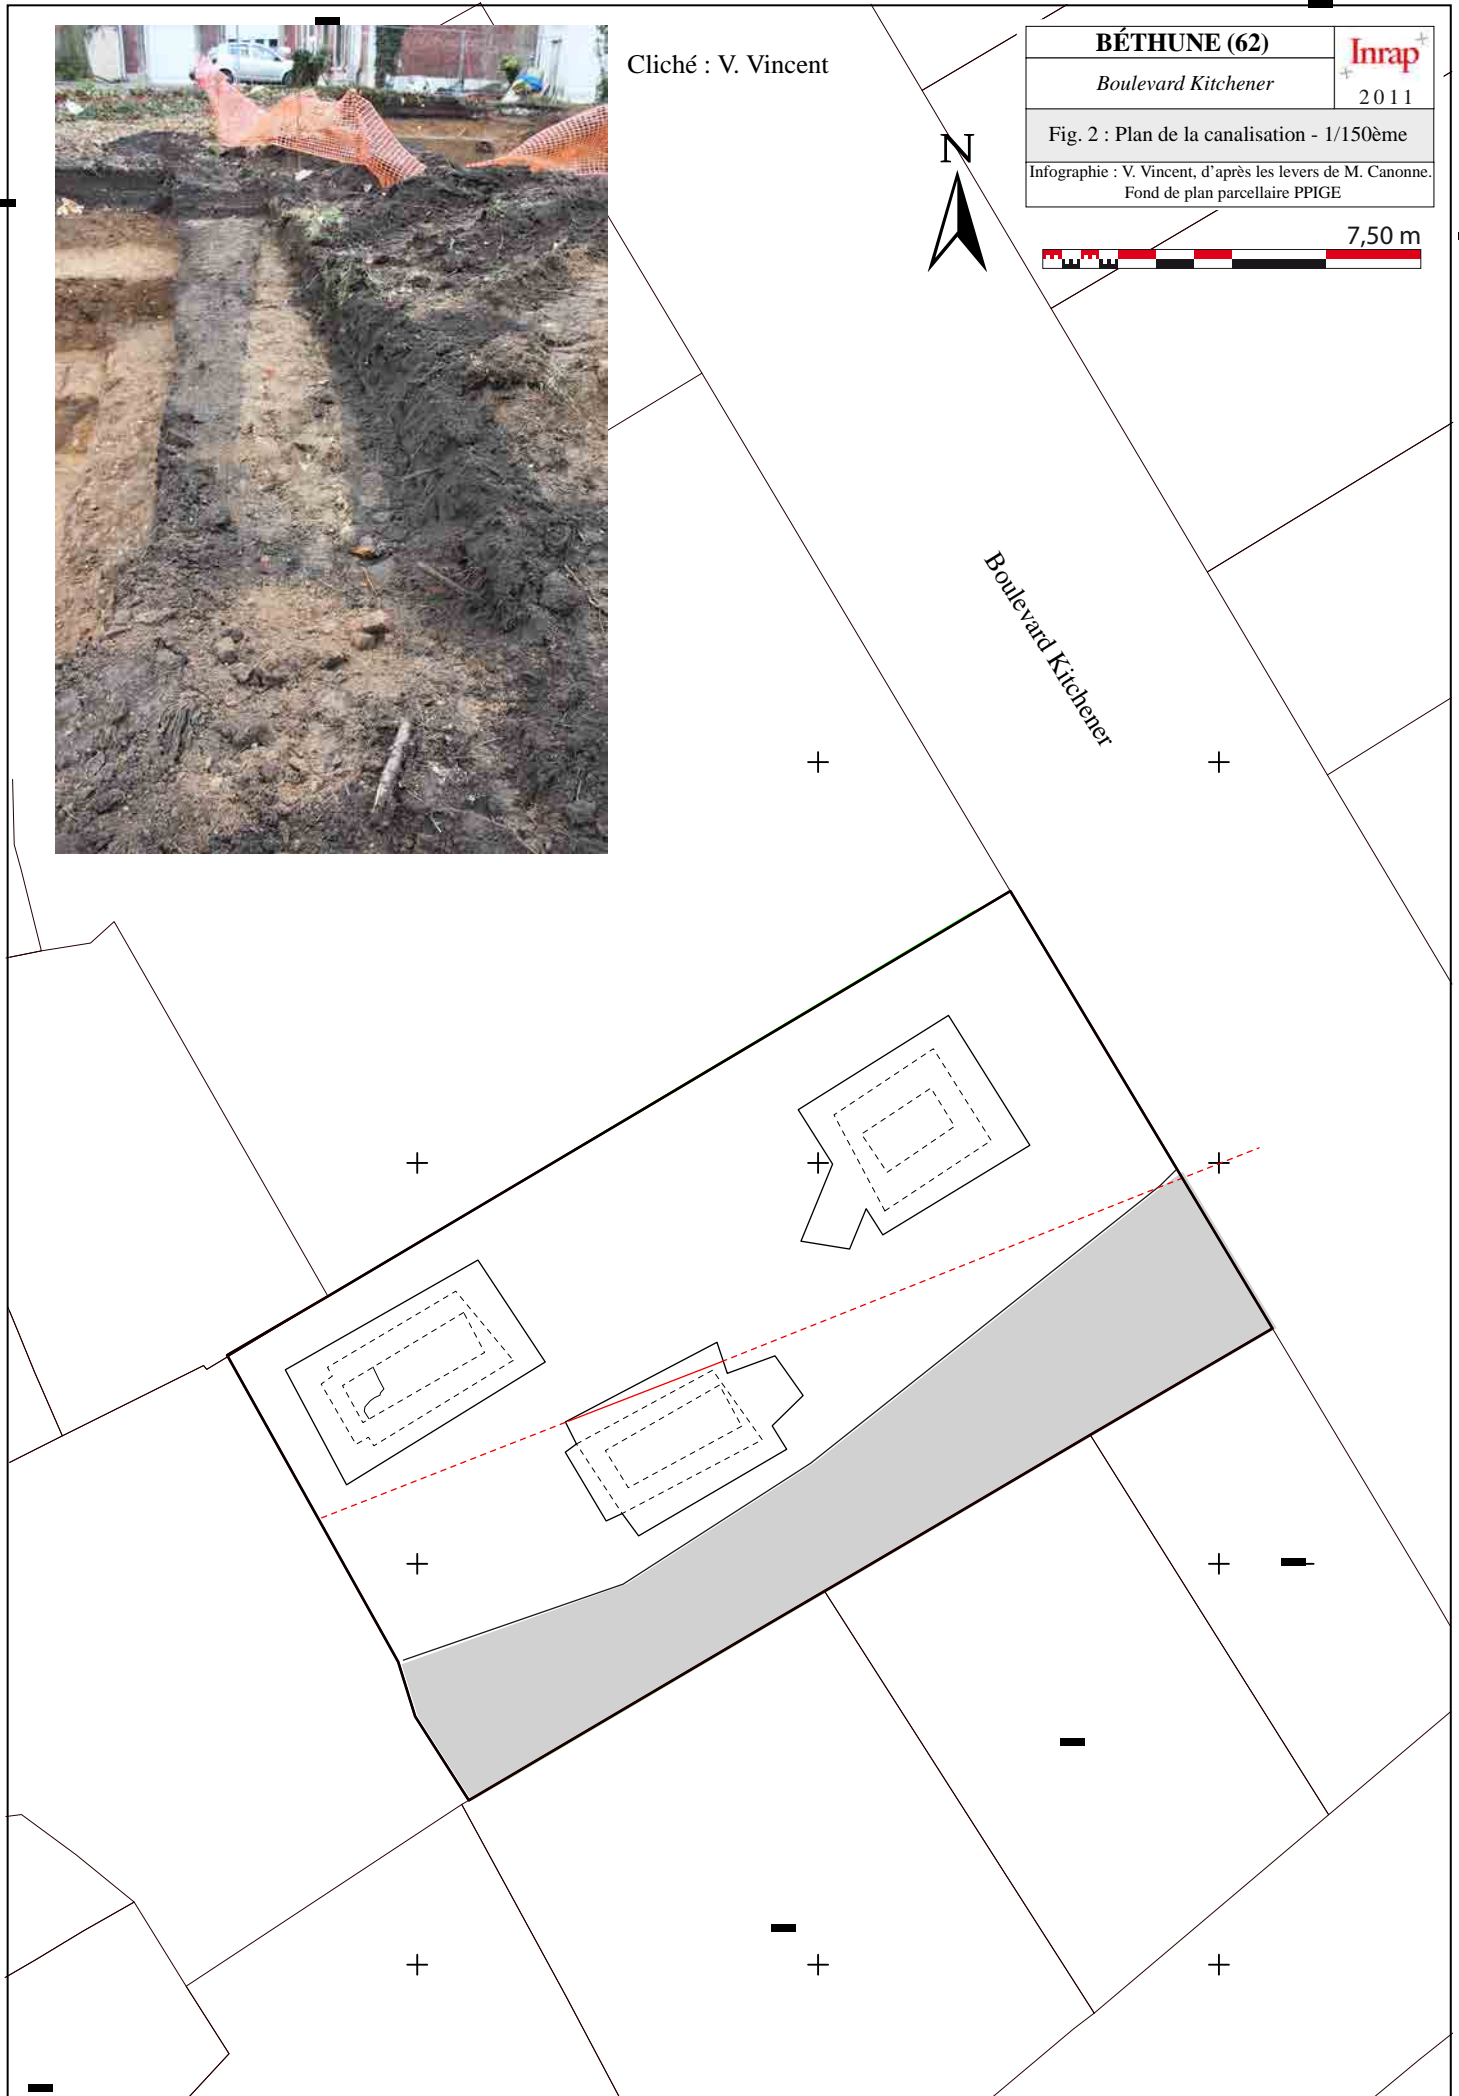 Cliché : V. Vincent
BÉTHUNE (62)
Boulevard Kitchener
Inrap
2011
Fig. 2 : Plan de la canalisation - 1/150ème
Infographie : V. Vincent, d'après les levers de M. Canonne.
Fond de plan parcellaire PPIGE
N
7,50 m
Boulevard Kitchener